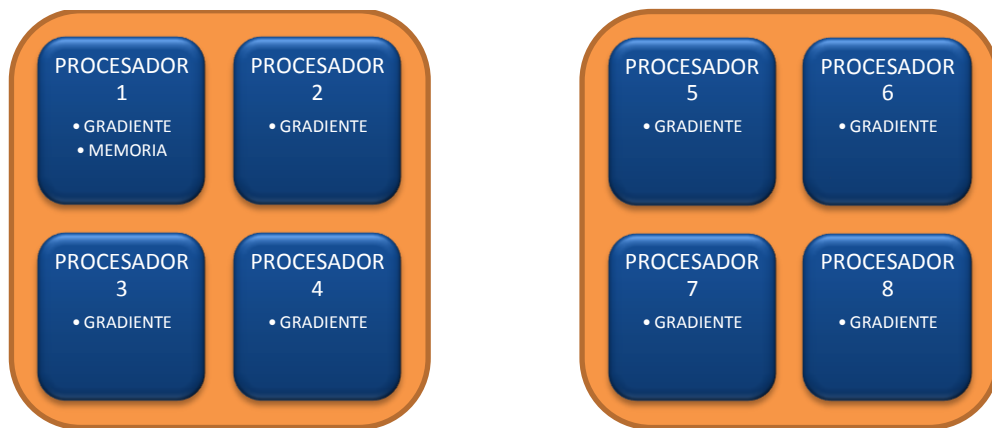 PROCESADOR
1
• GRADIENTE
• MEMORIA
PROCESADOR
2
• GRADIENTE
PROCESADOR
3
• GRADIENTE
PROCESADOR
4
• GRADIENTE
PROCESADOR
5
• GRADIENTE
PROCESADOR
6
• GRADIENTE
PROCESADOR
7
• GRADIENTE
PROCESADOR
8
• GRADIENTE